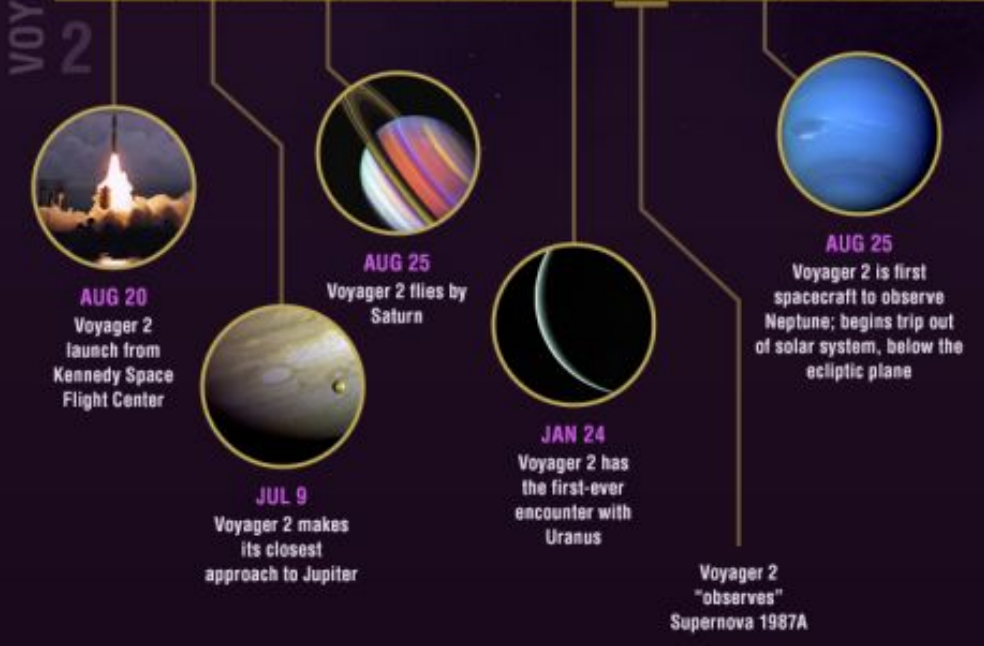 VOY
2
AUG 20
Voyager 2
launch from
Kennedy Space
Flight Center
JUL 9
Voyager 2 makes
its closest
approach to Jupiter
AUG 25
Voyager 2 flies by
Saturn
JAN 24
Voyager 2 has
the first-ever
encounter with
Uranus
Voyager 2
"observes"
Supernova 1987A
AUG 25
Voyager 2 is first
spacecraft to observe
Neptune; begins trip out
of solar system, below the
ecliptic plane